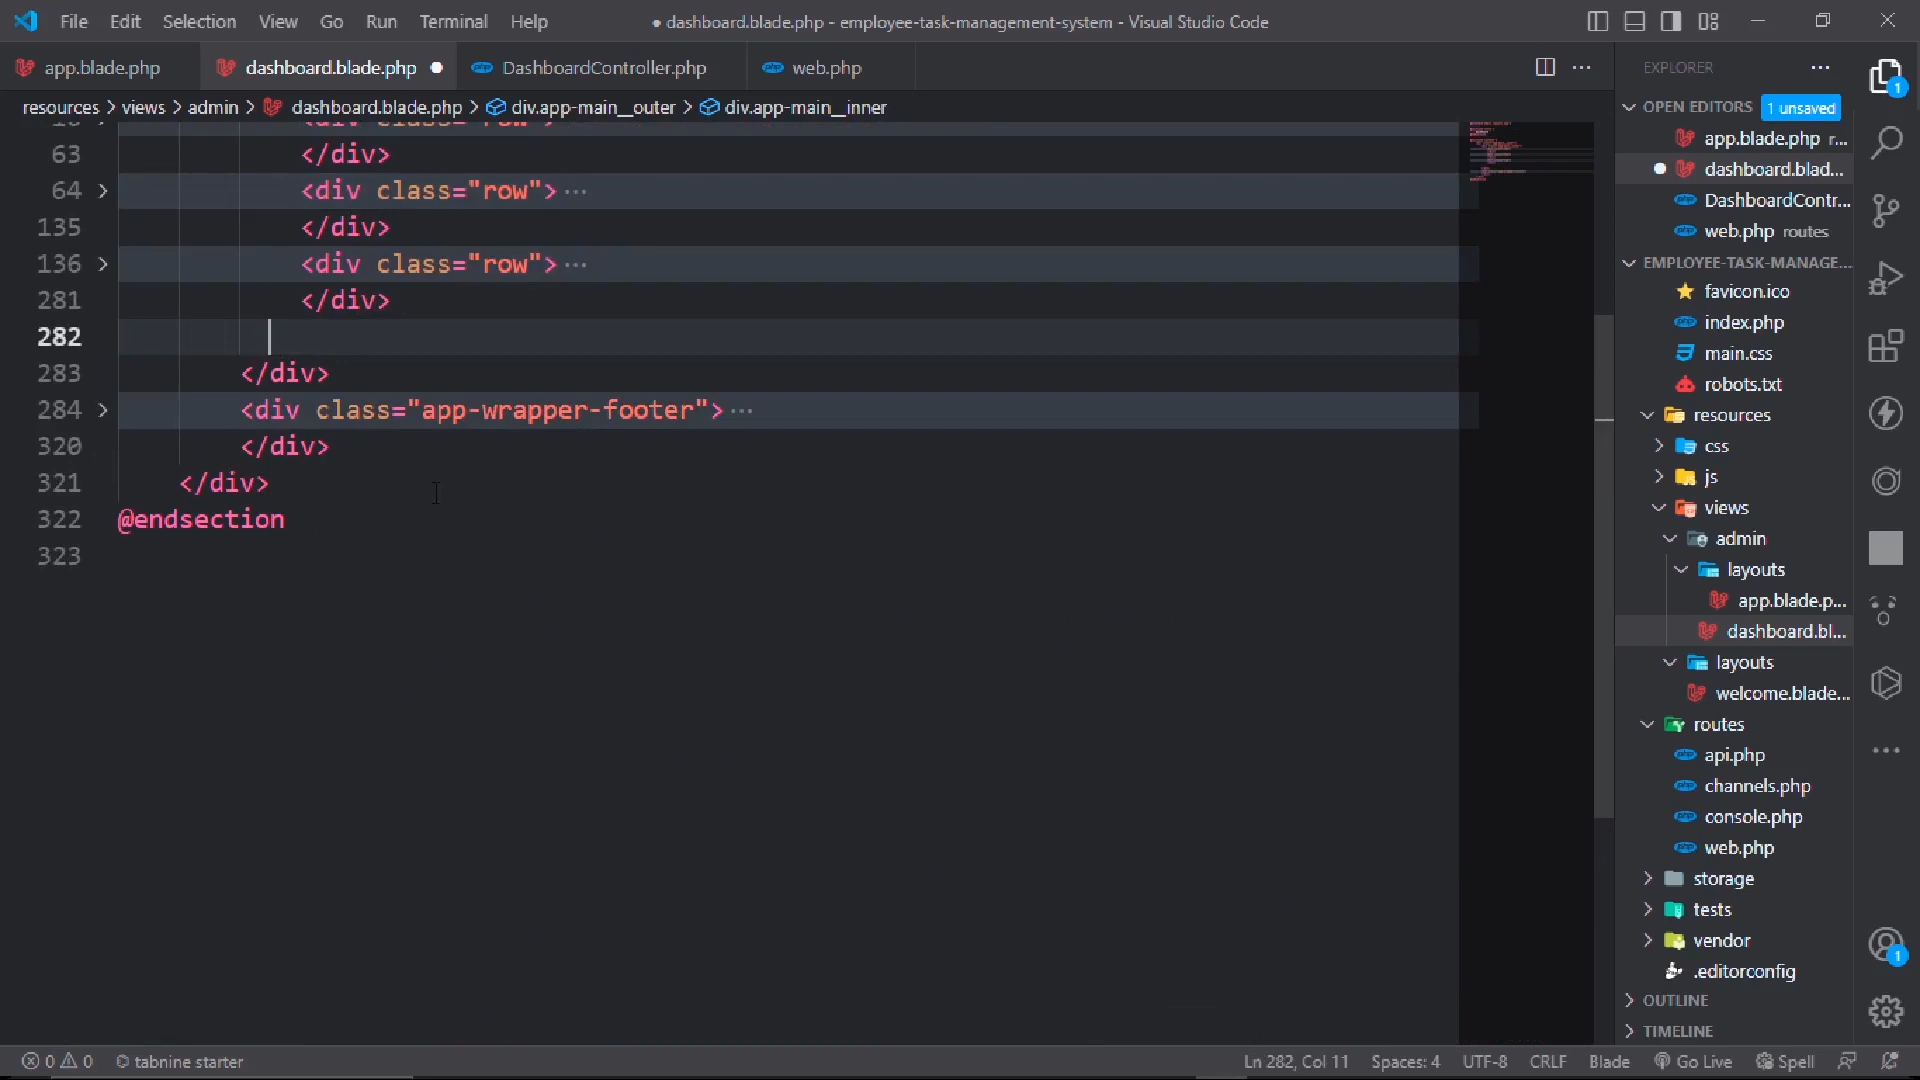 File Edit Selection View Go Run Terminal Help ● dashboard.blade.php - employee-task-management-system - Visual Studio Code
app.blade.php dashboard.blade.php ● DashboardController.php web.php ···
resources > views > admin > dashboard.blade.php > div.app-main__outer > div.app-main__inner
<div class="row"> ···
63 </div>
64 > <div class="row"> ···
135 </div>
136 > <div class="row"> ···
281 </div>
282
283 </div>
284 > <div class="app-wrapper-footer"> ···
320 </div>
321 </div>
322 @endsection
323
EXPLORER ···
OPEN EDITORS 1 unsaved
app.blade.php r...
● dashboard.blad...
DashboardContr...
web.php routes
EMPLOYEE-TASK-MANAGE...
favicon.ico
index.php
main.css
robots.txt
resources
css
js
views
admin
layouts
app.blade.p...
dashboard.bl...
layouts
welcome.blade...
routes
api.php
channels.php
console.php
web.php
storage
tests
vendor
.editorconfig
OUTLINE
TIMELINE
1
1
0 0 tabnine starter Ln 282, Col 11 Spaces: 4 UTF-8 CRLF Blade Go Live Spell